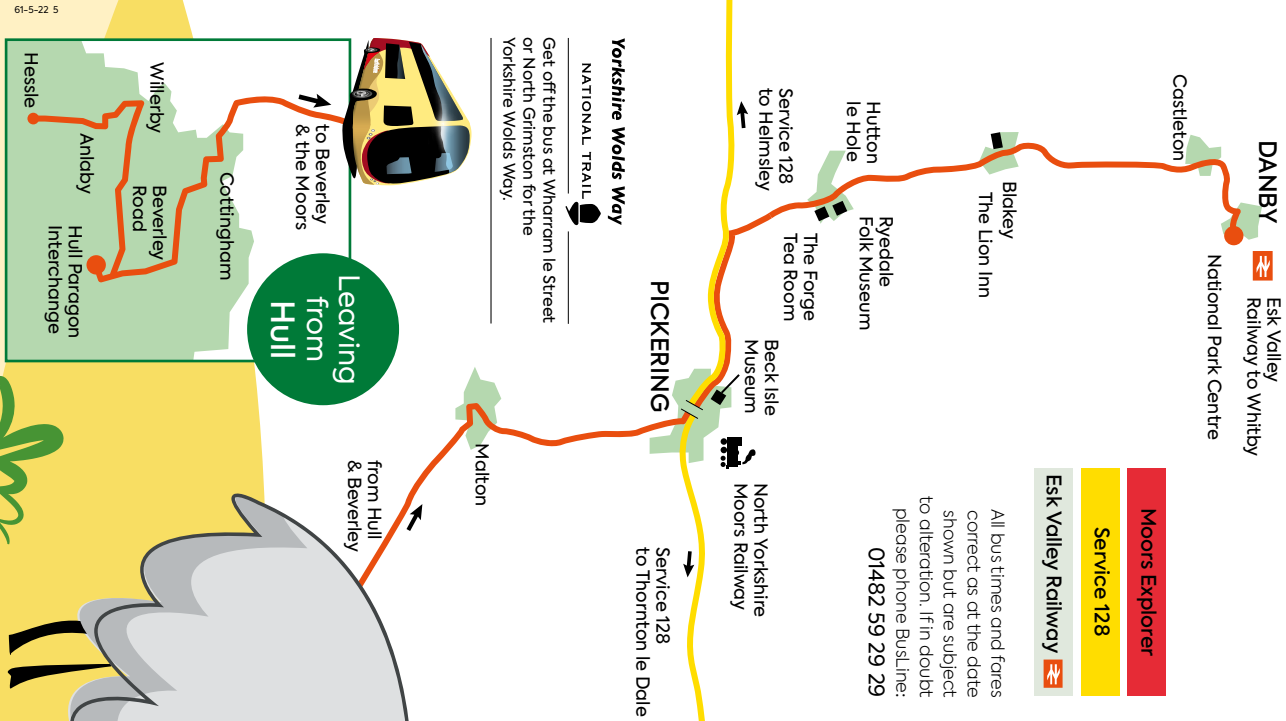 DANBY
Esk Valley
Railway to Whitby
National Park Centre
Castleton
Blakey
The Lion Inn
Hutton
le Hole
Ryedale
Folk Museum
The Forge
Tea Room
Service 128
to Helmsley
Beck Isle
Museum
PICKERING
North Yorkshire
Moors Railway
Service 128
to Thornton le Dale
Malton
from Hull
& Beverley
Moors Explorer
Service 128
Esk Valley Railway
All bus times and fares
correct as at the date
shown but are subject
to alteration. If in doubt
please phone BusLine:
01482 59 29 29
Yorkshire Wolds Way
NATIONAL TRAIL
Get off the bus at Wharram le Street
or North Grimston for the
Yorkshire Wolds Way.
to Beverley
& the Moors
Cottingham
Willerby
Beverley
Road
Anlaby
Hull Paragon
Interchange
Hessle
Leaving
from
Hull
61-5-22 5